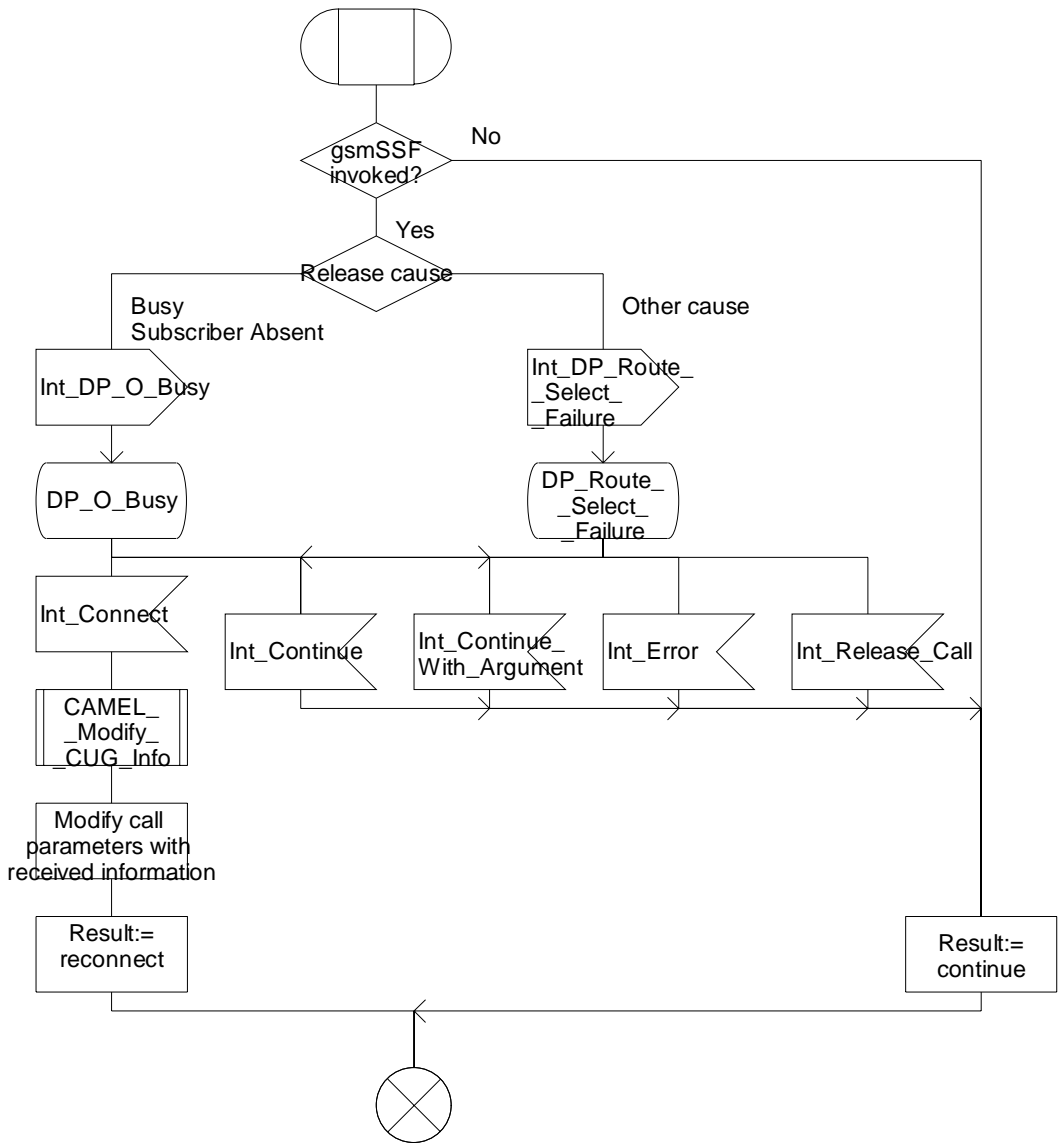 gsmSSF
invoked?
No
Yes
Release cause
Busy
Subscriber Absent
Other cause
Int_DP_O_Busy
Int_DP_Route_
_Select_
_Failure
DP_O_Busy
DP_Route_
_Select_
_Failure
Int_Connect
Int_Continue
Int_Continue_
With_Argument
Int_Error
Int_Release_Call
CAMEL_
_Modify_
_CUG_Info
Modify call
parameters with
received information
Result:=
reconnect
Result:=
continue